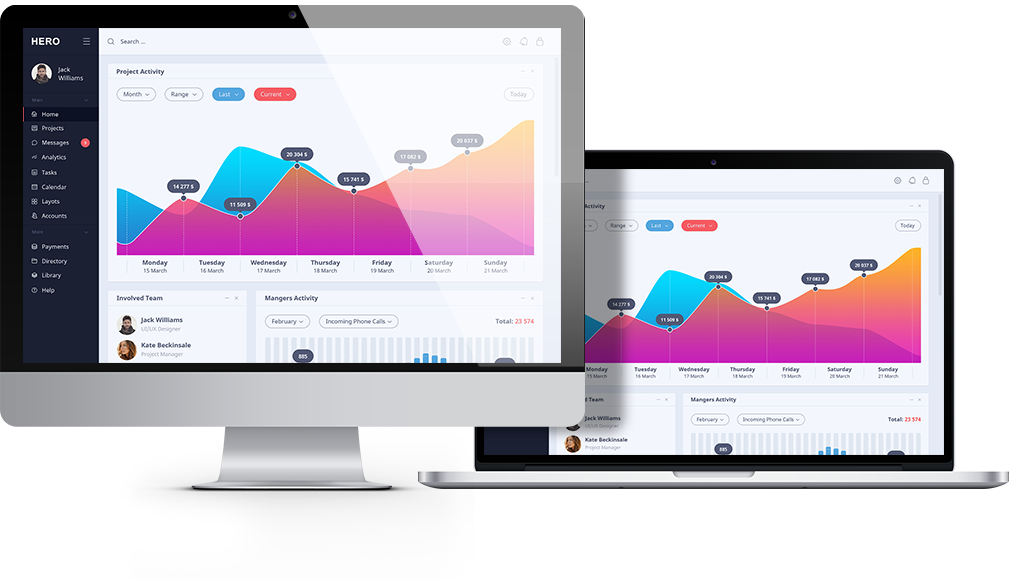 HERO
Search ...
Jack
Williams
Main
Home
Projects
Messages
Analytics
Tasks
Calendar
Layots
Accounts
More
Payments
Directory
Library
Help
Project Activity
Month
Range
Last
Current
Today
14 277 $
11 509 $
20 304 $
15 741 $
17 082 $
20 037 $
Monday Tuesday Wednesday Thursday Friday Saturday Sunday
15 March 16 March 17 March 18 March 19 March 20 March 21 March
Involved Team
Jack Williams
UI/UX Designer
Kate Beckinsale
Project Manager
Mangers Activity
February
Incoming Phone Calls
Total: 23 574
885
Activity
Range
Last
Current
Today
14 277 $
11 509 $
20 304 $
15 741 $
17 082 $
20 037 $
Monday Tuesday Wednesday Thursday Friday Saturday Sunday
15 March 16 March 17 March 18 March 19 March 20 March 21 March
d Team
Jack Williams
UI/UX Designer
Kate Beckinsale
Project Manager
Mangers Activity
February
Incoming Phone Calls
Total: 23 574
885